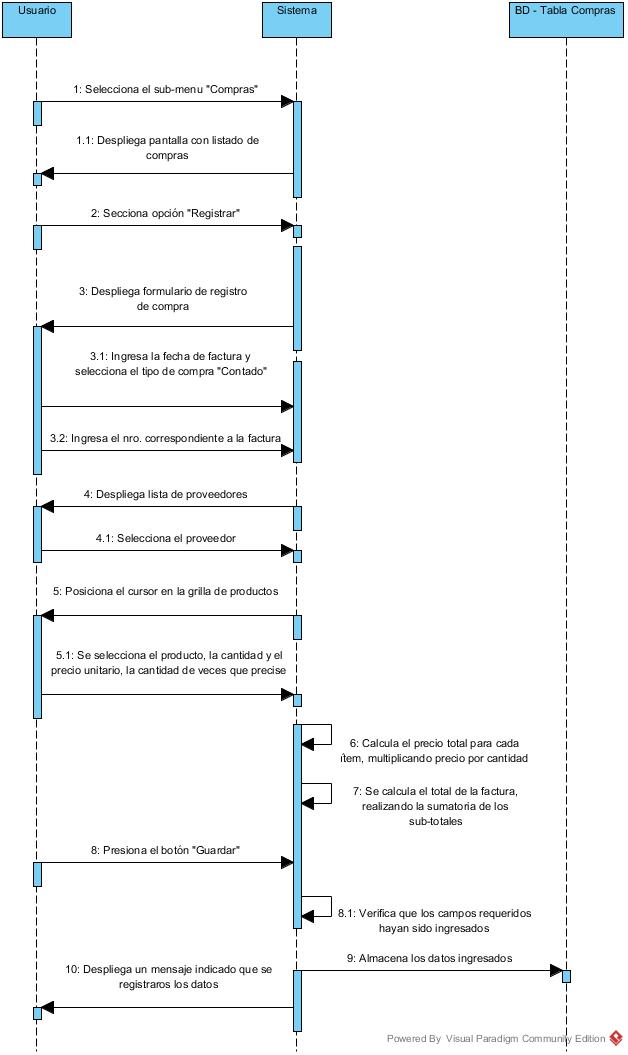 Usuario
Sistema
BD - Tabla Compras
1: Selecciona el sub-menu "Compras"
1.1: Despliega pantalla con listado de
compras
2: Secciona opción "Registrar"
3: Despliega formulario de registro
de compra
3.1: Ingresa la fecha de factura y
selecciona el tipo de compra "Contado"
3.2: Ingresa el nro. correspondiente a la factura
4: Despliega lista de proveedores
4.1: Selecciona el proveedor
5: Posiciona el cursor en la grilla de productos
5.1: Se selecciona el producto, la cantidad y el
precio unitario, la cantidad de veces que precise
6: Calcula el precio total para cada
ítem, multiplicando precio por cantidad
7: Se calcula el total de la factura,
realizando la sumatoria de los
sub-totales
8: Presiona el botón "Guardar"
8.1: Verifica que los campos requeridos
hayan sido ingresados
9: Almacena los datos ingresados
10: Despliega un mensaje indicado que se
registraros los datos
Powered By Visual Paradigm Community Edition